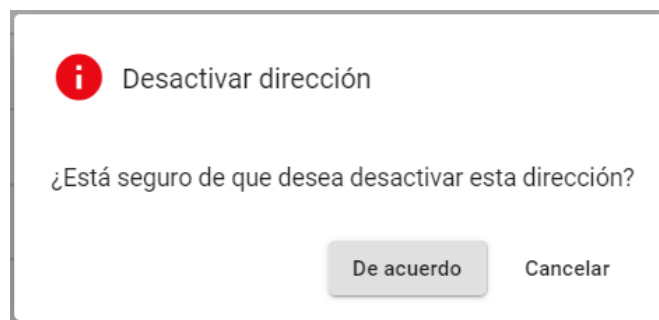 Desactivar dirección
¿Está seguro de que desea desactivar esta dirección?
De acuerdo Cancelar